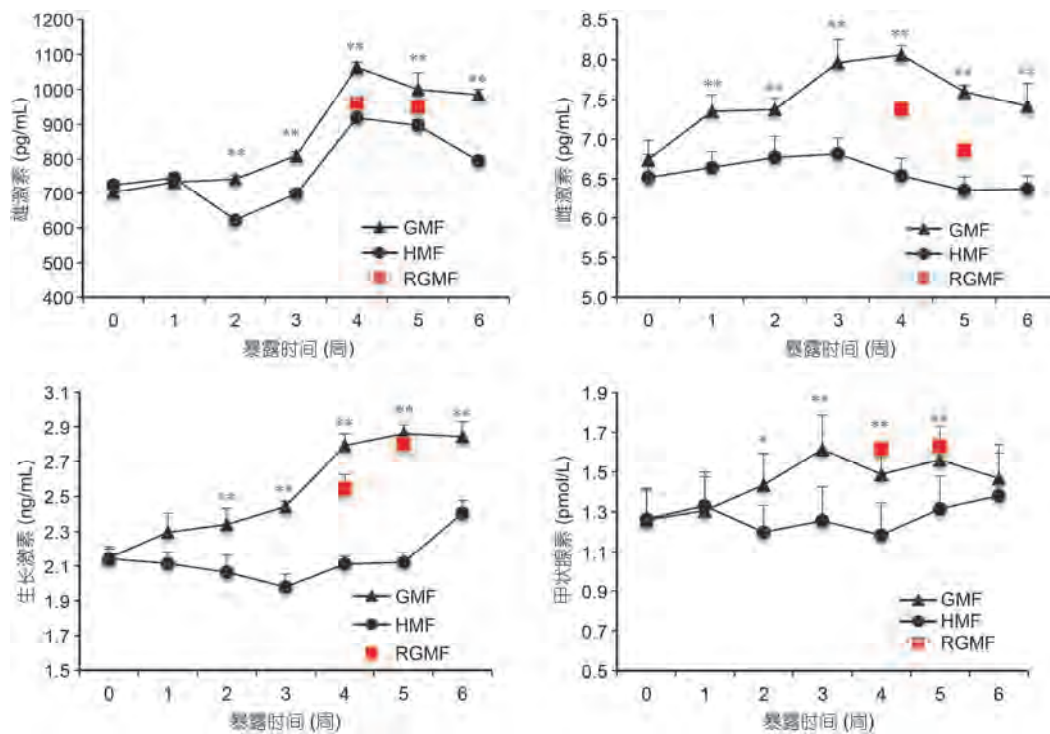 雄激素 (pg/mL)
1200
1100
1000
900
800
700
600
500
400
**
**
**
**
**
GMF
HMF
RGMF
0 1 2 3 4 5 6
暴露时间 (周)
雌激素 (pg/mL)
8.5
8.0
7.5
7.0
6.5
6.0
5.5
5.0
**
**
**
**
**
**
GMF
HMF
RGMF
0 1 2 3 4 5 6
暴露时间 (周)
生长激素 (ng/mL)
3.1
2.9
2.7
2.5
2.3
2.1
1.9
1.7
1.5
**
**
**
**
**
GMF
HMF
RGMF
0 1 2 3 4 5 6
暴露时间 (周)
甲状腺素 (pmol/L)
1.9
1.7
1.5
1.3
1.1
0.9
0.7
0.5
*
**
**
**
GMF
HMF
RGMF
0 1 2 3 4 5 6
暴露时间 (周)